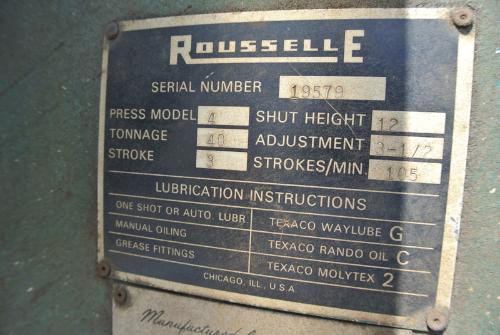 ROUSSELLE
SERIAL NUMBER 19579
PRESS MODEL 4 SHUT HEIGHT 12
TONNAGE 40 ADJUSTMENT 3-1/2
STROKE 3 STROKES/MIN. 105
LUBRICATION INSTRUCTIONS
ONE SHOT OR AUTO. LUBR. TEXACO WAYLUBE G
MANUAL OILING TEXACO RANDO OIL C
GREASE FITTINGS TEXACO MOLYTEX 2
CHICAGO, ILL., U.S.A.
Manufactured